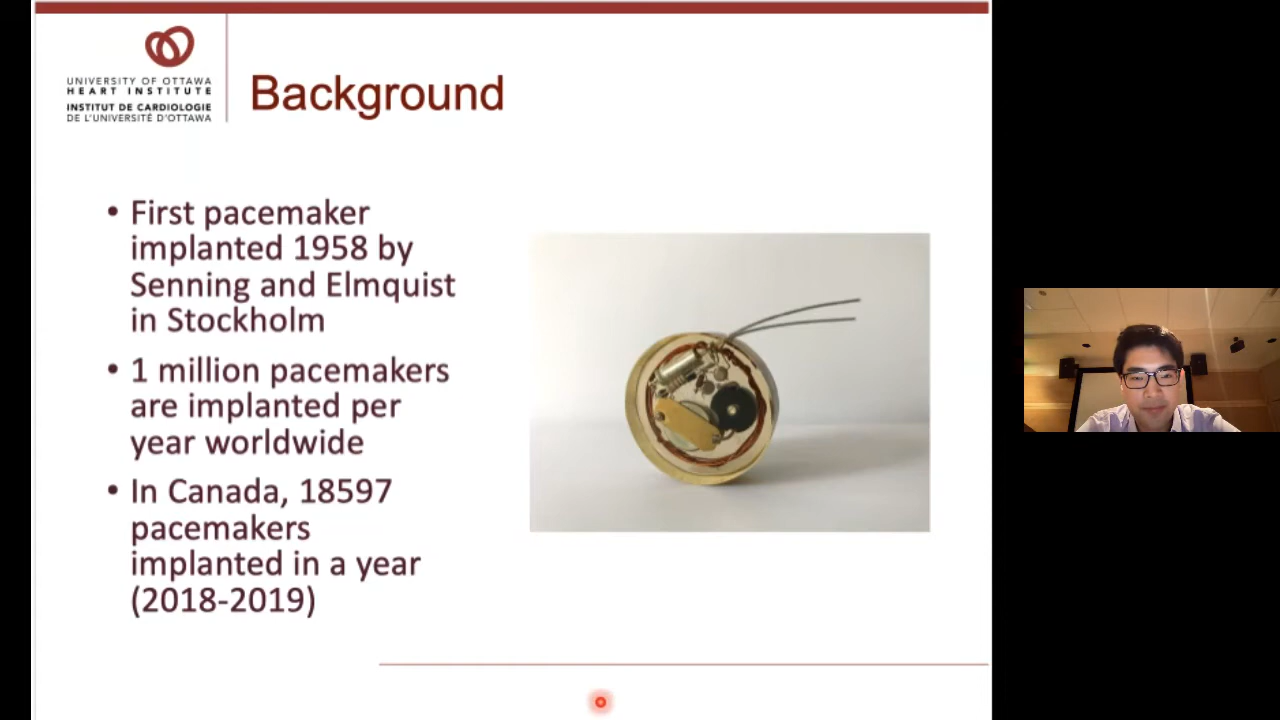 UNIVERSITY OF OTTAWA
HEART INSTITUTE
INSTITUT DE CARDIOLOGIE
DE L'UNIVERSITÉ D'OTTAWA
Background
• First pacemaker
implanted 1958 by
Senning and Elmquist
in Stockholm
• 1 million pacemakers
are implanted per
year worldwide
• In Canada, 18597
pacemakers
implanted in a year
(2018-2019)